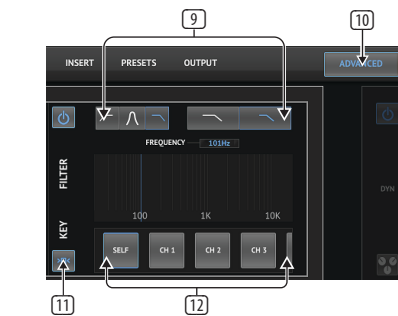 9
10
INSERT PRESETS OUTPUT ADVANCED
FREQUENCY 101Hz
FILTER
DYN
100 1K 10K
KEY
SELF CH 1 CH 2 CH 3
11
12